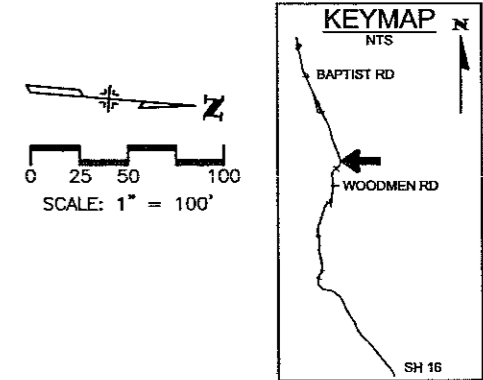 KEYMAP
N
NTS
BAPTIST RD
WOODMEN RD
SH 16
N
0 25 50 100
SCALE: 1" = 100'